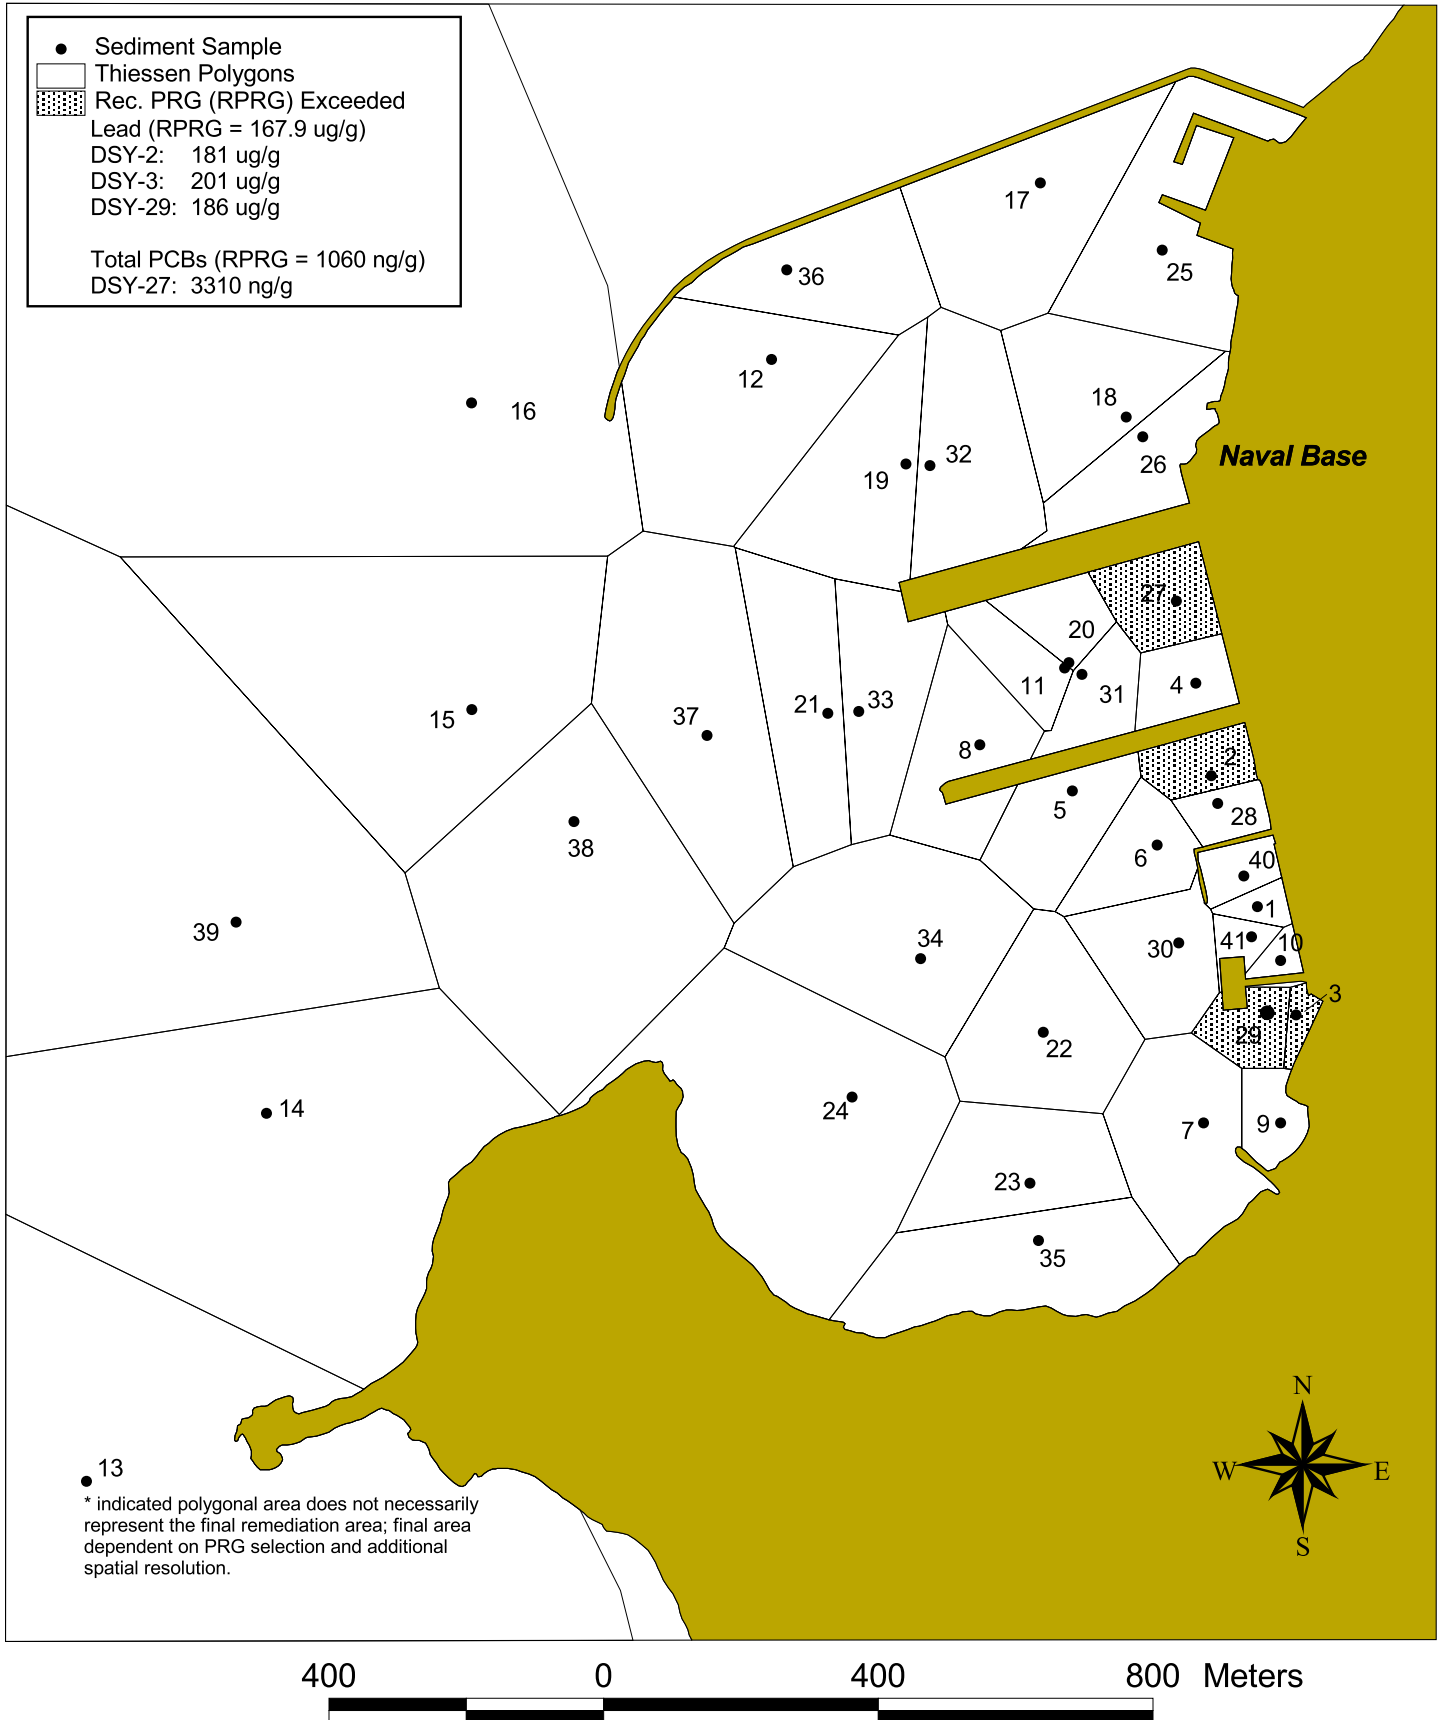 Sediment Sample
Thiessen Polygons
Rec. PRG (RPRG) Exceeded
Lead (RPRG = 167.9 ug/g)
DSY-2: 181 ug/g
DSY-3: 201 ug/g
DSY-29: 186 ug/g
Total PCBs (RPRG = 1060 ng/g)
DSY-27: 3310 ng/g
17
25
36
12
16
18
26
19
32
Naval Base
27
20
11
31
4
15
37
21
33
8
2
5
28
38
6
40
1
39
34
30
41
10
3
29
22
14
24
7
9
23
35
N
W
E
S
13
* indicated polygonal area does not necessarily
represent the final remediation area; final area
dependent on PRG selection and additional
spatial resolution.
400 0 400 800 Meters